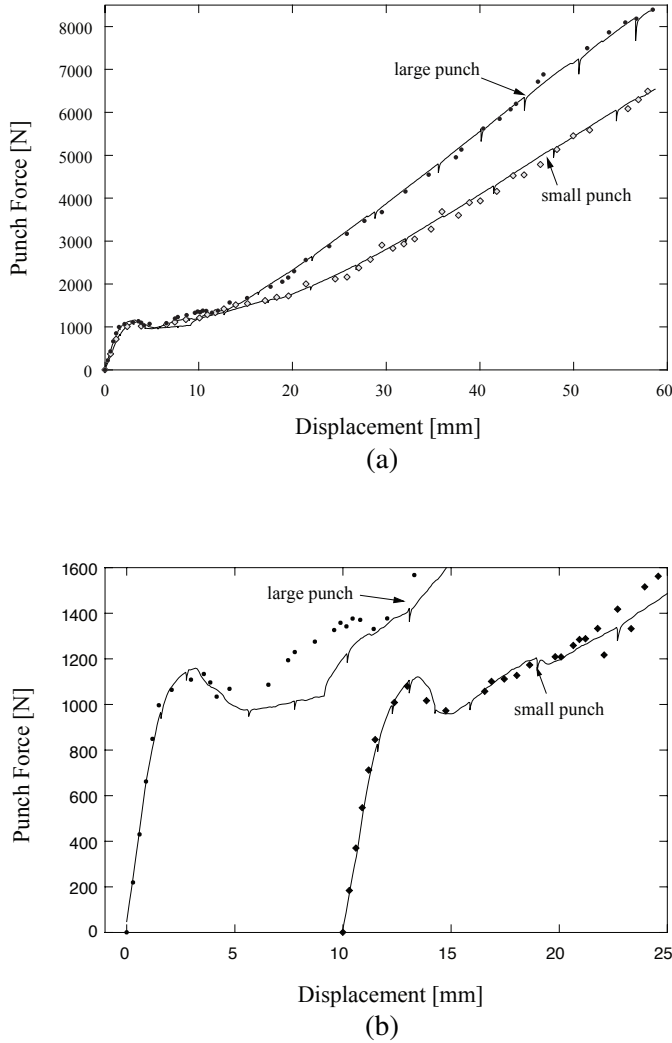 8000
7000
large punch
6000
5000
4000
small punch
3000
2000
1000
0
Punch Force [N]
0 10 20 30 40 50 60
Displacement [mm]
(a)
1600
large punch
1400
1200
1000
small punch
800
600
400
200
0
Punch Force [N]
0 5 10 15 20 25
Displacement [mm]
(b)